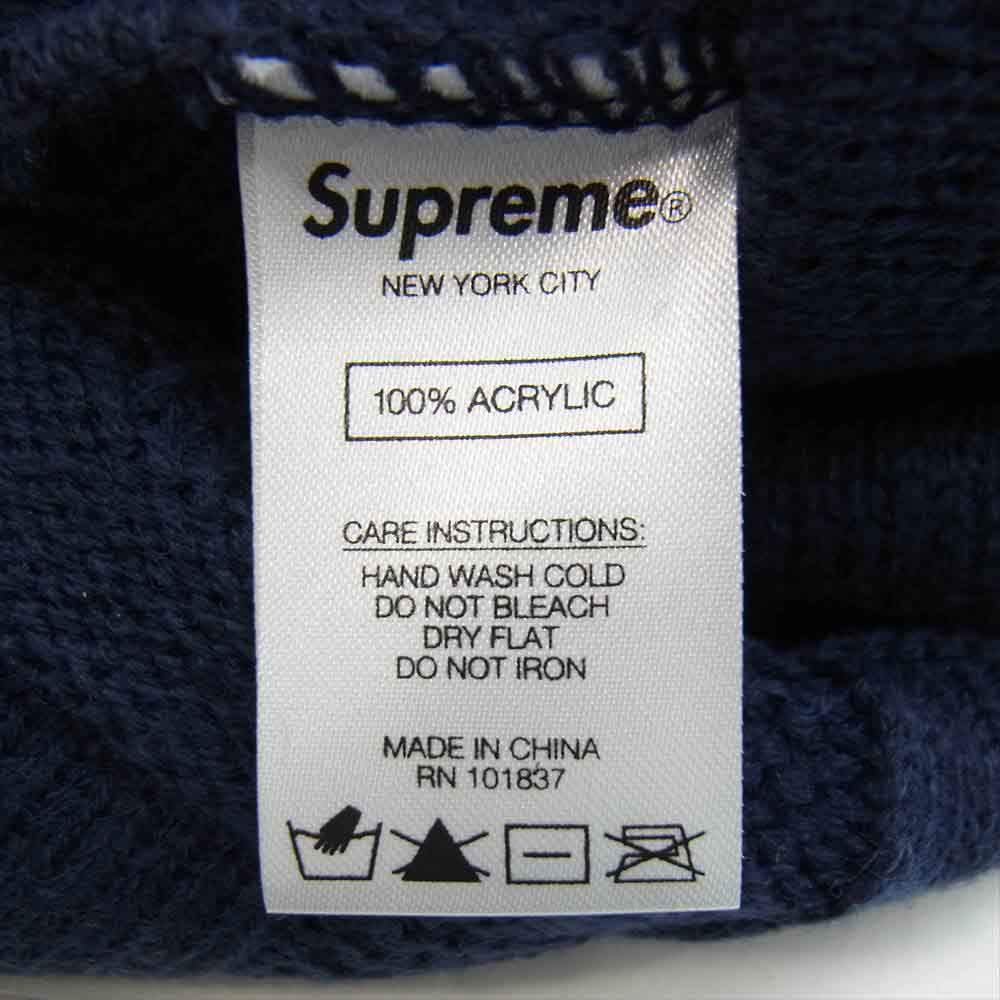 Supreme®
NEW YORK CITY
100% ACRYLIC
CARE INSTRUCTIONS:
HAND WASH COLD
DO NOT BLEACH
DRY FLAT
DO NOT IRON
MADE IN CHINA
RN 101837